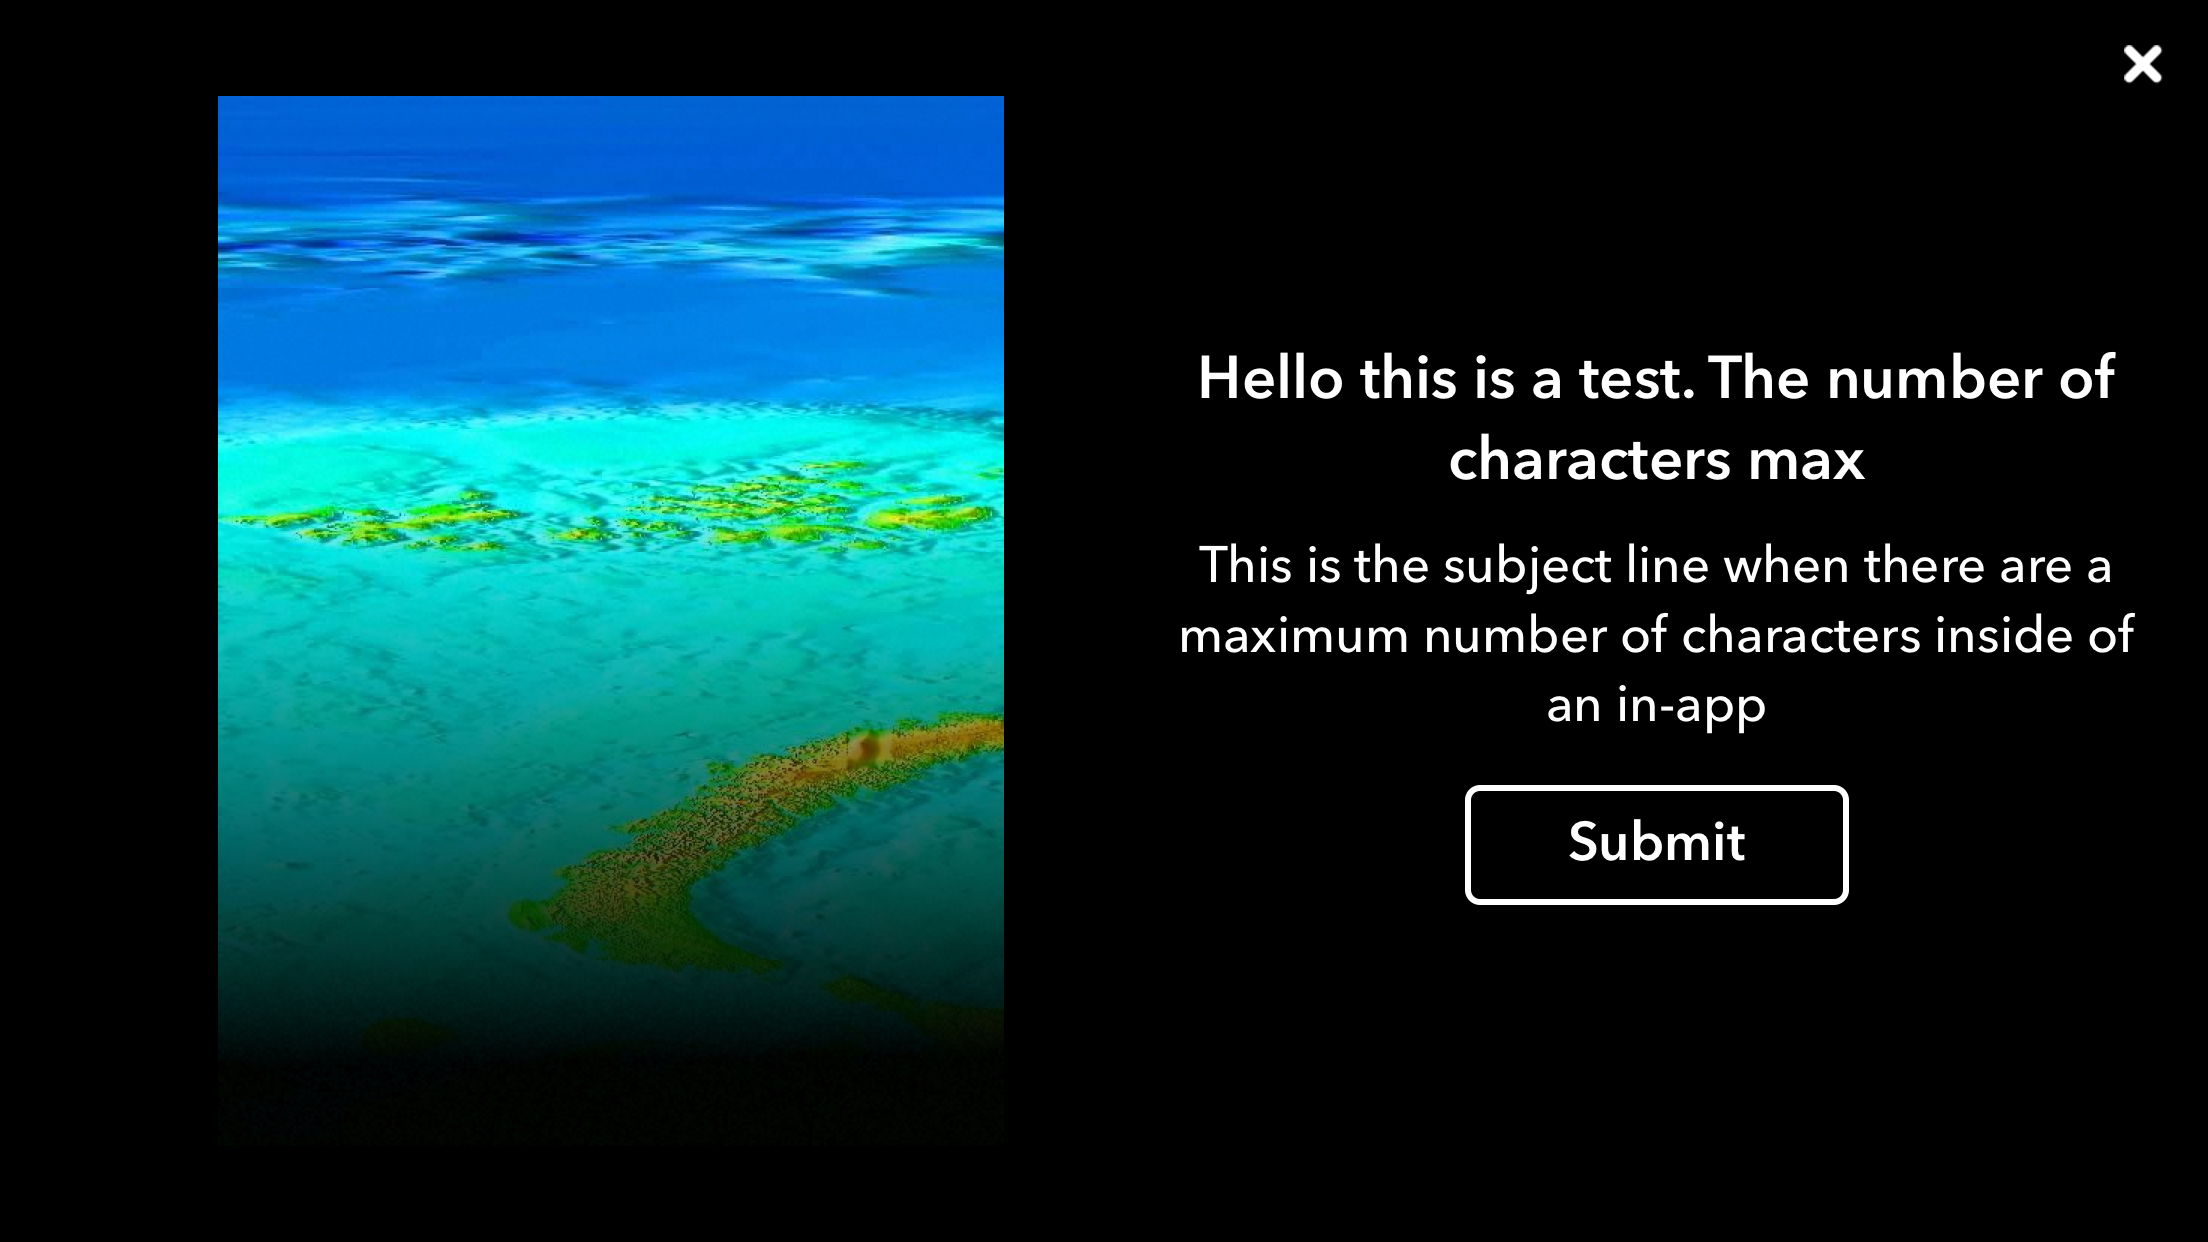 Hello this is a test. The number of
characters max
This is the subject line when there are a
maximum number of characters inside of
an in-app
Submit